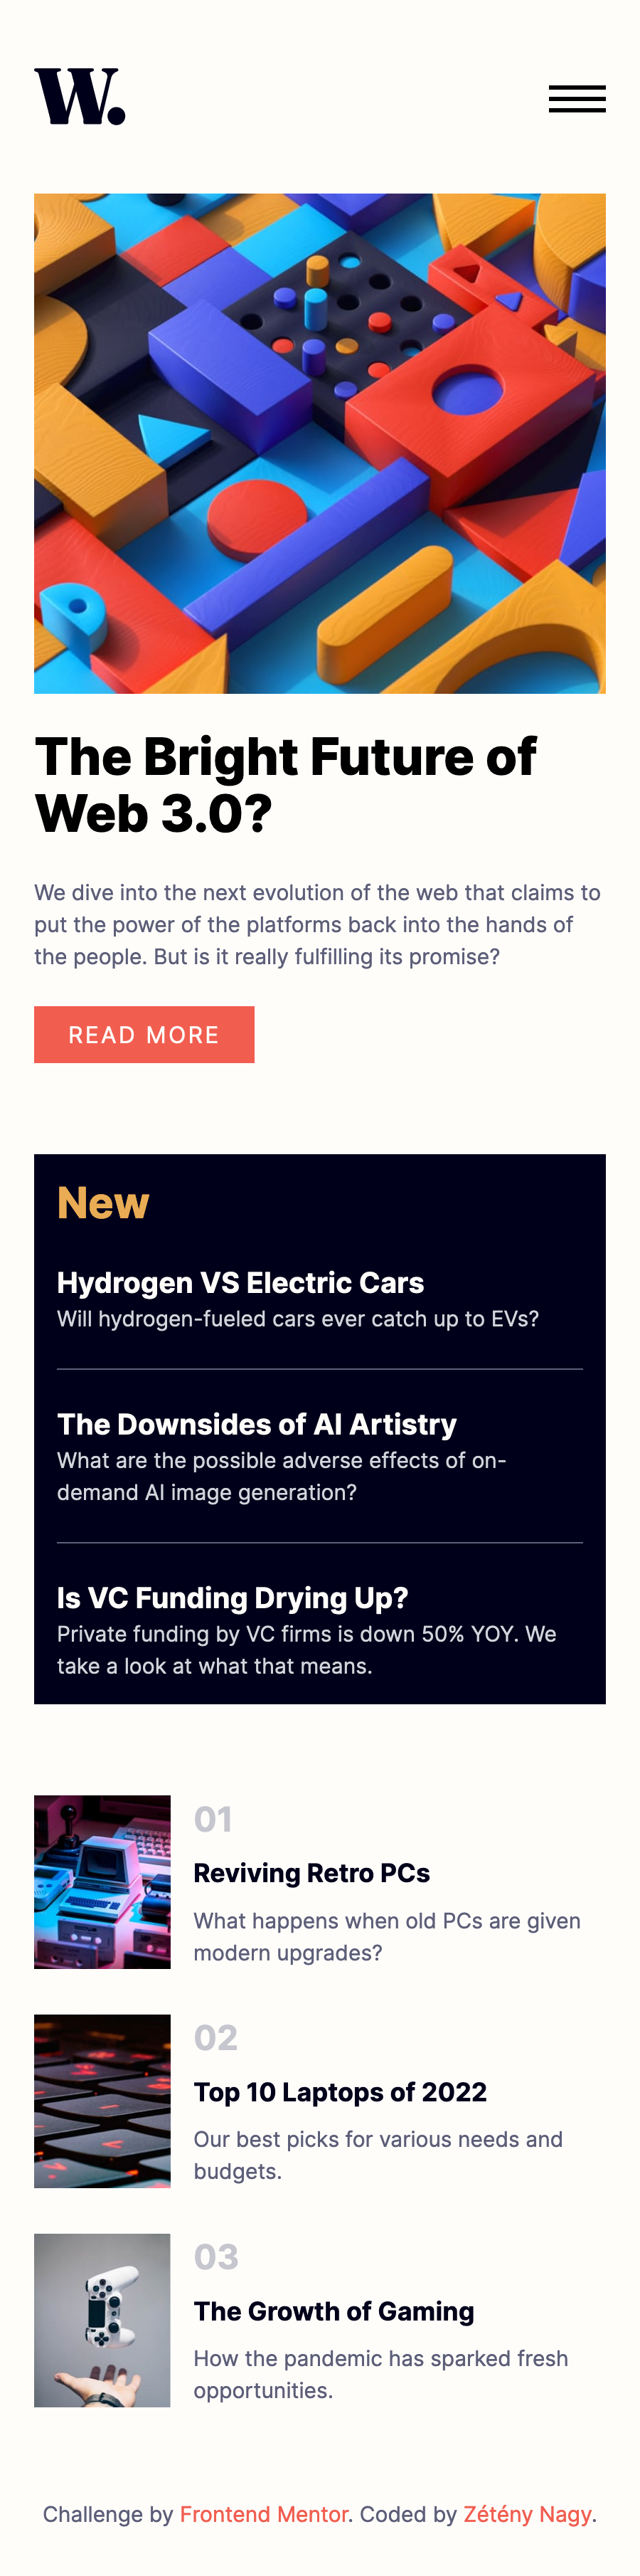 W.
The Bright Future of
Web 3.0?
We dive into the next evolution of the web that claims to
put the power of the platforms back into the hands of
the people. But is it really fulfilling its promise?
READ MORE
New
Hydrogen VS Electric Cars
Will hydrogen-fueled cars ever catch up to EVs?
The Downsides of AI Artistry
What are the possible adverse effects of on-
demand AI image generation?
Is VC Funding Drying Up?
Private funding by VC firms is down 50% YOY. We
take a look at what that means.
01
Reviving Retro PCs
What happens when old PCs are given
modern upgrades?
02
Top 10 Laptops of 2022
Our best picks for various needs and
budgets.
03
The Growth of Gaming
How the pandemic has sparked fresh
opportunities.
Challenge by Frontend Mentor. Coded by Zétény Nagy.